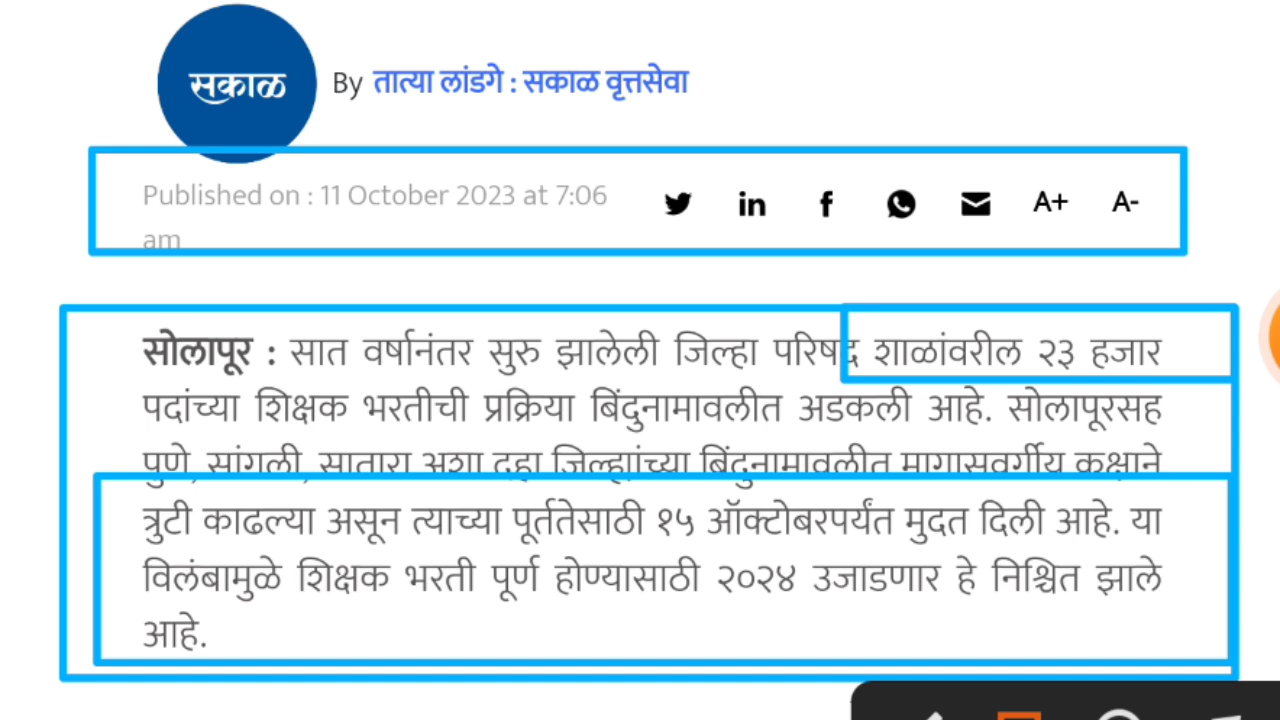 सकाळ
By तात्या लांडगे : सकाळ वृत्तसेवा
Published on : 11 October 2023 at 7:06
am
A+ A-
सोलापूर : सात वर्षानंतर सुरु झालेली जिल्हा परिषद शाळांवरील २३ हजार
पदांच्या शिक्षक भरतीची प्रक्रिया बिंदुनामावलीत अडकली आहे. सोलापूरसह
पुणे, सांगली, सातारा अशा दहा जिल्ह्यांच्या बिंदुनामावलीत मागासवर्गीय कक्षाने
त्रुटी काढल्या असून त्याच्या पूर्ततेसाठी १५ ऑक्टोबरपर्यंत मुदत दिली आहे. या
विलंबामुळे शिक्षक भरती पूर्ण होण्यासाठी २०२४ उजाडणार हे निश्चित झाले
आहे.